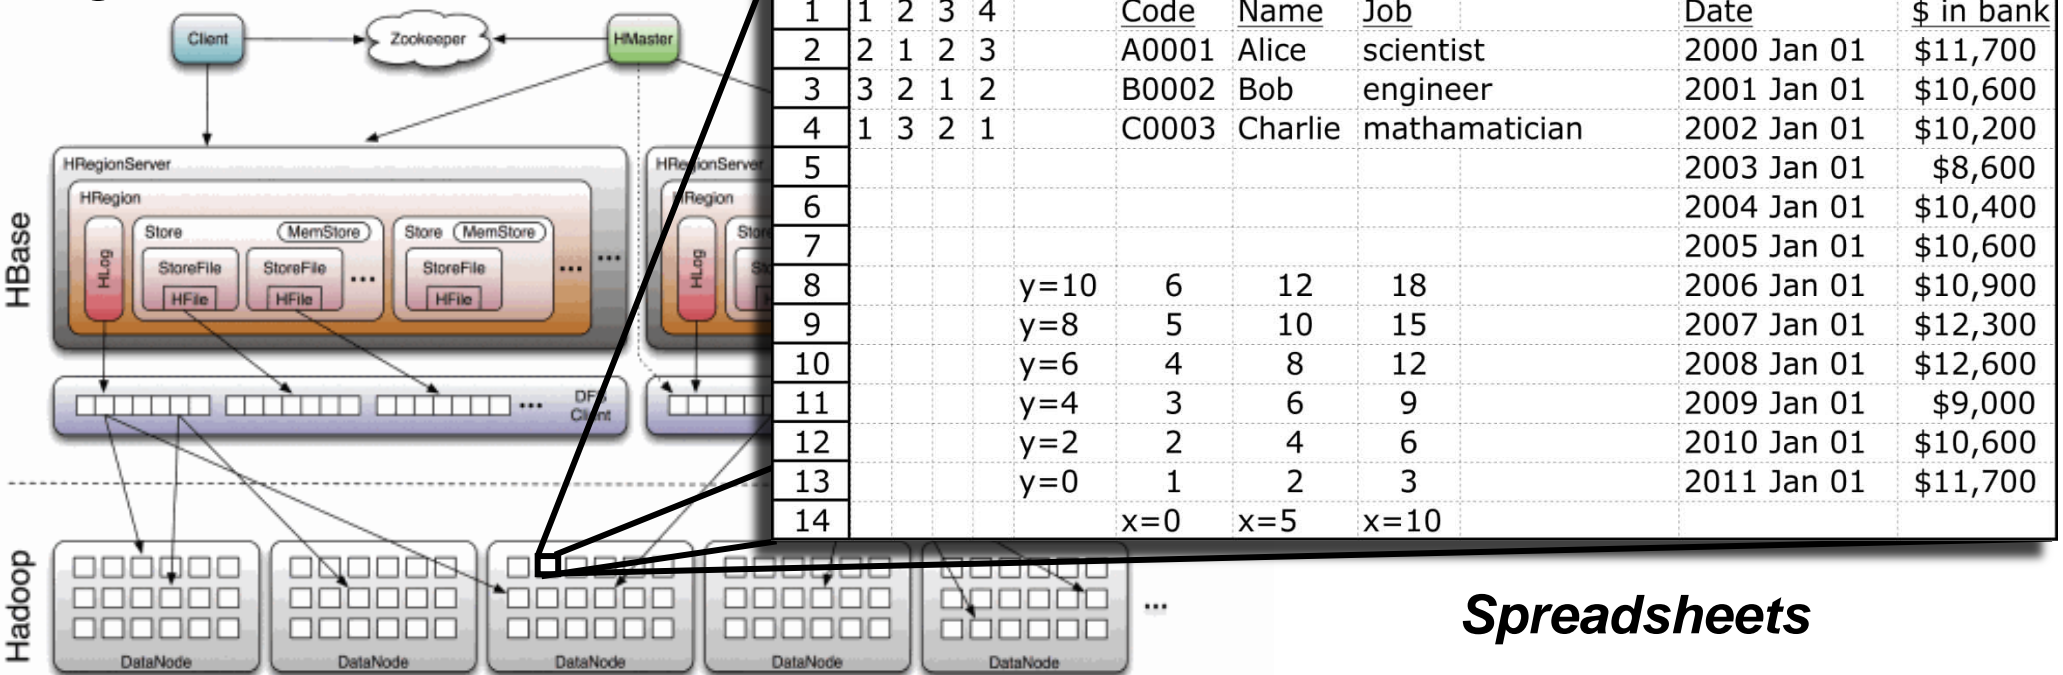 Client
Zookeeper
HMaster
HBase
HRegionServer
HRegion
HLog
Store
MemStore
StoreFile
HFile
StoreFile
HFile
...
Store
MemStore
StoreFile
HFile
...
...
HRegionServer
HLog
...
DFS
Client
Hadoop
DataNode
DataNode
DataNode
DataNode
DataNode
...
1 1 2 3 4 Code Name Job Date $ in bank
2 2 1 2 3 A0001 Alice scientist 2000 Jan 01 $11,700
3 3 2 1 2 B0002 Bob engineer 2001 Jan 01 $10,600
4 1 3 2 1 C0003 Charlie mathamatician 2002 Jan 01 $10,200
5 2003 Jan 01 $8,600
6 2004 Jan 01 $10,400
7 2005 Jan 01 $10,600
8 y=10 6 12 18 2006 Jan 01 $10,900
9 y=8 5 10 15 2007 Jan 01 $12,300
10 y=6 4 8 12 2008 Jan 01 $12,600
11 y=4 3 6 9 2009 Jan 01 $9,000
12 y=2 2 4 6 2010 Jan 01 $10,600
13 y=0 1 2 3 2011 Jan 01 $11,700
14 x=0 x=5 x=10
Spreadsheets